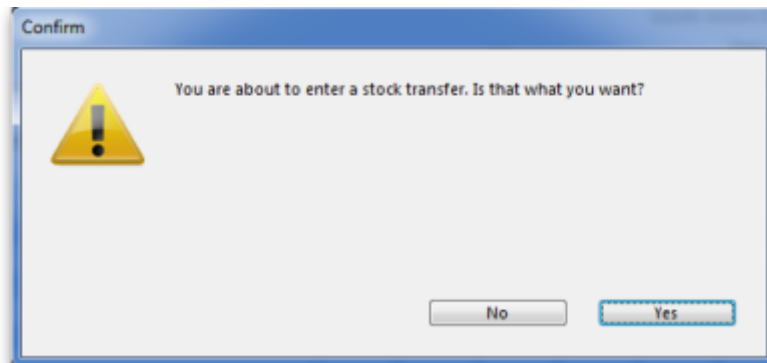 Confirm
You are about to enter a stock transfer. Is that what you want?
No
Yes